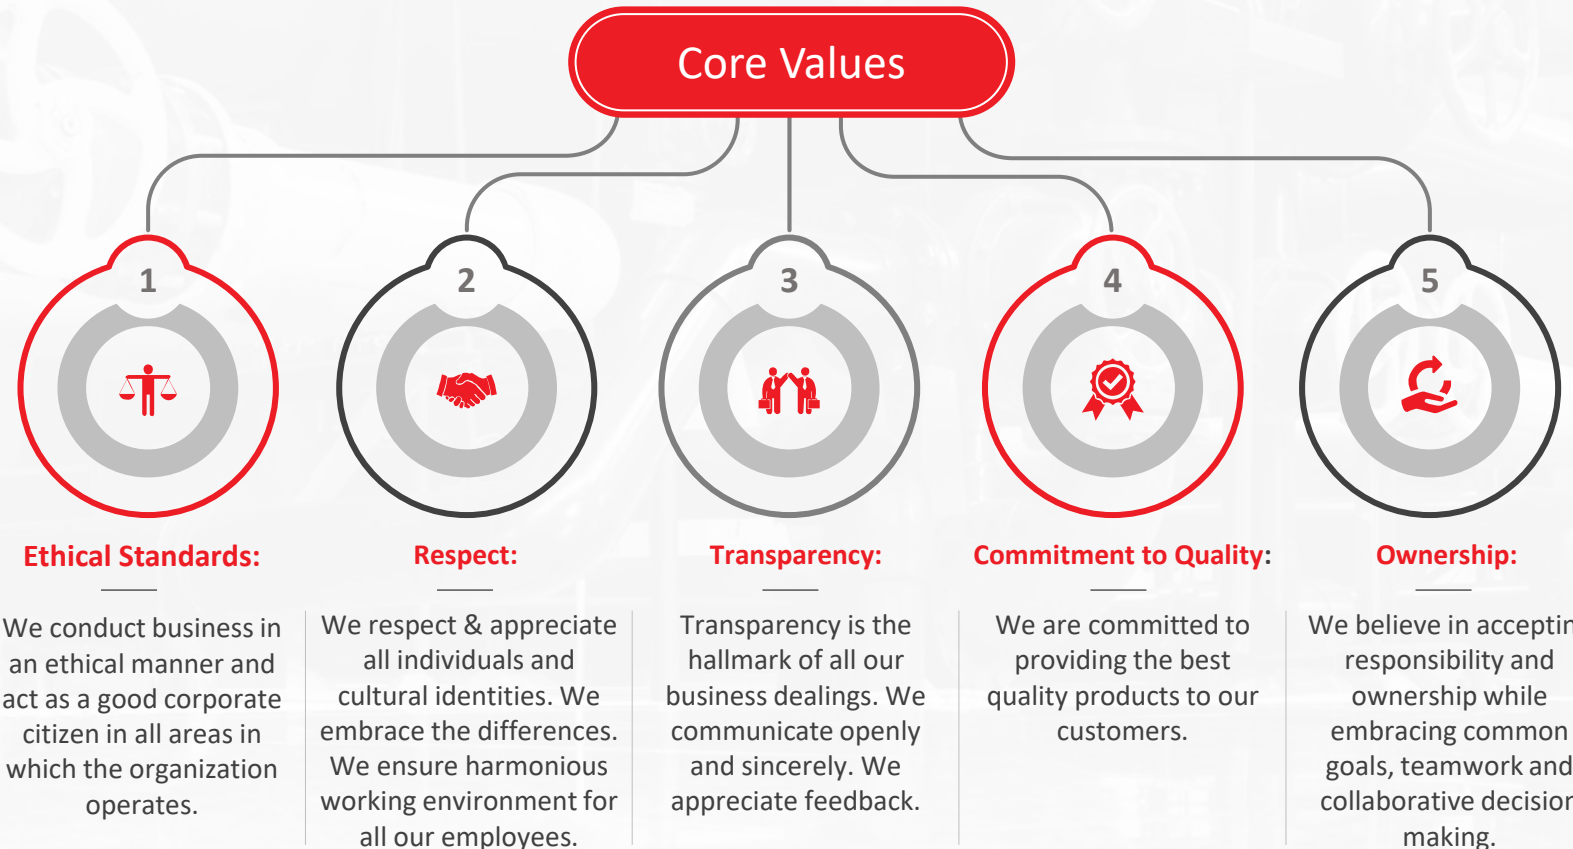 Core Values
1
2
3
4
5
Ethical Standards:
We conduct business in
an ethical manner and
act as a good corporate
citizen in all areas in
which the organization
operates.
Respect:
We respect & appreciate
all individuals and
cultural identities. We
embrace the differences.
We ensure harmonious
working environment for
all our employees.
Transparency:
Transparency is the
hallmark of all our
business dealings. We
communicate openly
and sincerely. We
appreciate feedback.
Commitment to Quality:
We are committed to
providing the best
quality products to our
customers.
Ownership:
We believe in acceptin
responsibility and
ownership while
embracing common
goals, teamwork and
collaborative decision
making.